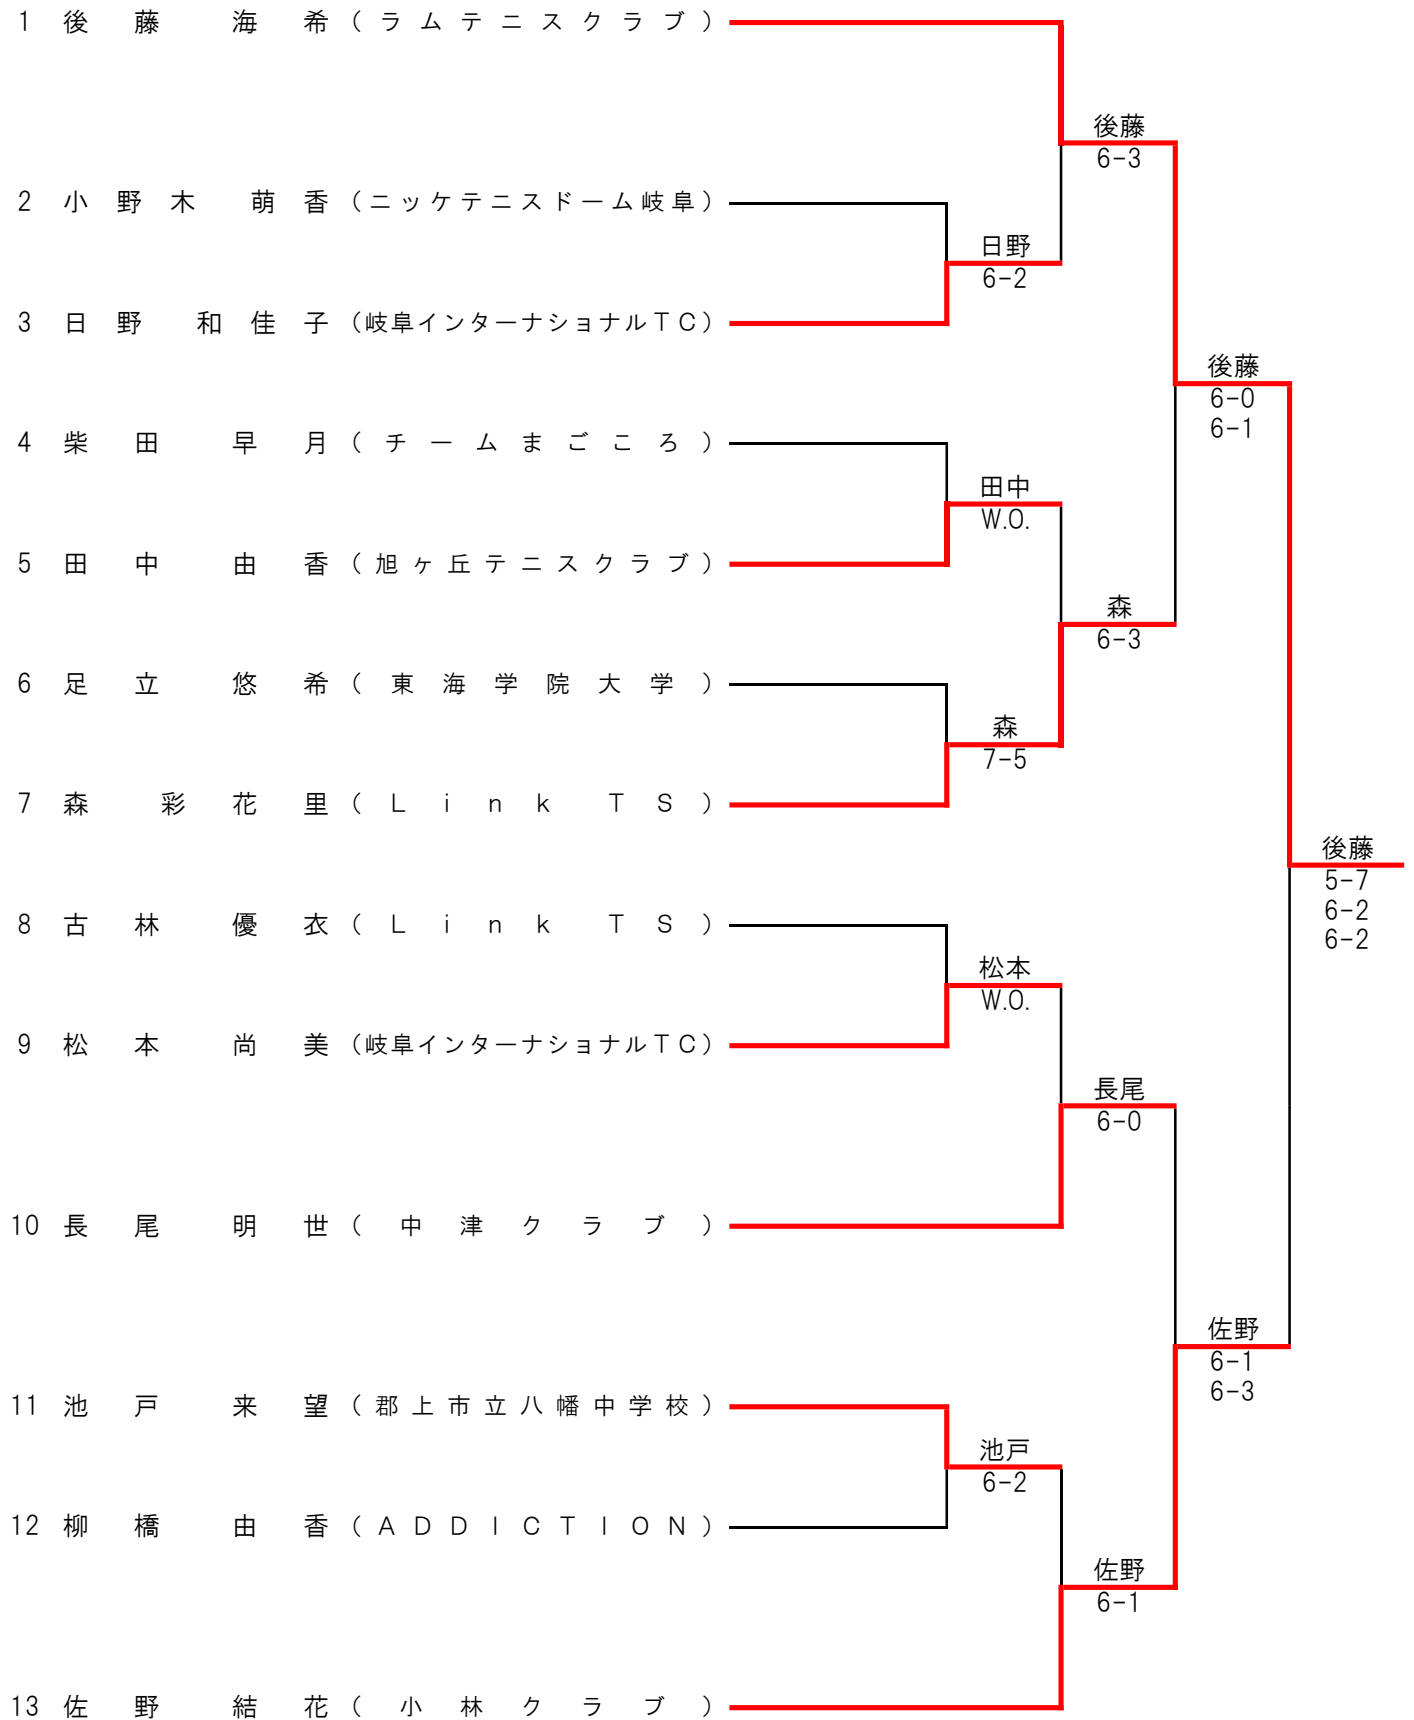 1 後藤 海希 (ラムテニスクラブ)
後藤
6-3
2 小野木 萌香 (ニッケテニスドーム岐阜)
日野
6-2
3 日野 和佳子 (岐阜インターナショナルTC)
後藤
6-0
6-1
4 柴田 早月 (チームまごころ)
田中
W.O.
5 田中 由香 (旭ヶ丘テニスクラブ)
森
6-3
6 足立 悠希 (東海学院大学)
森
7-5
7 森 彩花里 (Link TS)
後藤
5-7
6-2
6-2
8 古林 優衣 (Link TS)
松本
W.O.
9 松本 尚美 (岐阜インターナショナルTC)
長尾
6-0
10 長尾 明世 (中津クラブ)
佐野
6-1
6-3
11 池戸 来望 (郡上市立八幡中学校)
池戸
6-2
12 柳橋 由香 (ADDICTION)
佐野
6-1
13 佐野 結花 (小林クラブ)